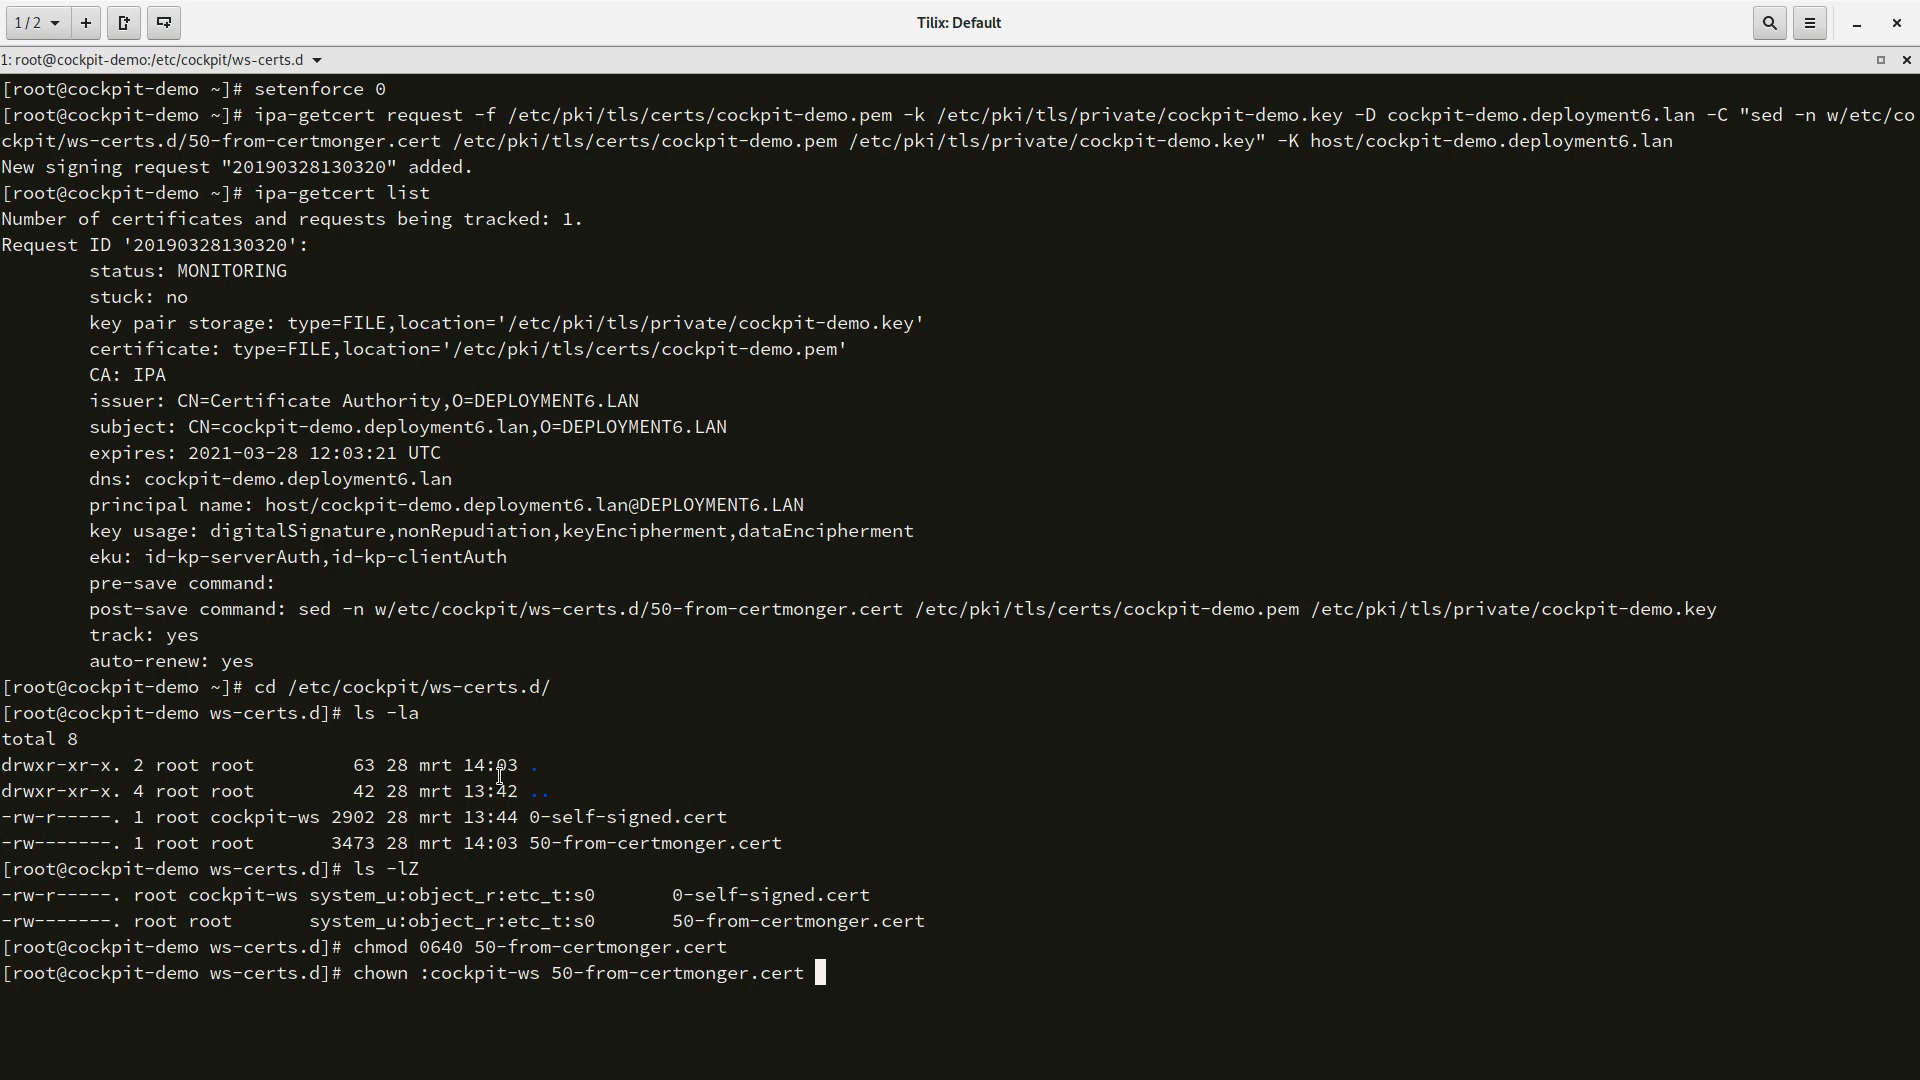 1 / 2
Tilix: Default
1: root@cockpit-demo:/etc/cockpit/ws-certs.d
[root@cockpit-demo ~]# setenforce 0
[root@cockpit-demo ~]# ipa-getcert request -f /etc/pki/tls/certs/cockpit-demo.pem -k /etc/pki/tls/private/cockpit-demo.key -D cockpit-demo.deployment6.lan -C "sed -n w/etc/co
ckpit/ws-certs.d/50-from-certmonger.cert /etc/pki/tls/certs/cockpit-demo.pem /etc/pki/tls/private/cockpit-demo.key" -K host/cockpit-demo.deployment6.lan
New signing request "20190328130320" added.
[root@cockpit-demo ~]# ipa-getcert list
Number of certificates and requests being tracked: 1.
Request ID '20190328130320':
status: MONITORING
stuck: no
key pair storage: type=FILE,location='/etc/pki/tls/private/cockpit-demo.key'
certificate: type=FILE,location='/etc/pki/tls/certs/cockpit-demo.pem'
CA: IPA
issuer: CN=Certificate Authority,O=DEPLOYMENT6.LAN
subject: CN=cockpit-demo.deployment6.lan,O=DEPLOYMENT6.LAN
expires: 2021-03-28 12:03:21 UTC
dns: cockpit-demo.deployment6.lan
principal name: host/cockpit-demo.deployment6.lan@DEPLOYMENT6.LAN
key usage: digitalSignature,nonRepudiation,keyEncipherment,dataEncipherment
eku: id-kp-serverAuth,id-kp-clientAuth
pre-save command:
post-save command: sed -n w/etc/cockpit/ws-certs.d/50-from-certmonger.cert /etc/pki/tls/certs/cockpit-demo.pem /etc/pki/tls/private/cockpit-demo.key
track: yes
auto-renew: yes
[root@cockpit-demo ~]# cd /etc/cockpit/ws-certs.d/
[root@cockpit-demo ws-certs.d]# ls -la
total 8
drwxr-xr-x. 2 root root 63 28 mrt 14:03 .
drwxr-xr-x. 4 root root 42 28 mrt 13:42 ..
-rw-r-----. 1 root cockpit-ws 2902 28 mrt 13:44 0-self-signed.cert
-rw-------. 1 root root 3473 28 mrt 14:03 50-from-certmonger.cert
[root@cockpit-demo ws-certs.d]# ls -lZ
-rw-r-----. root cockpit-ws system_u:object_r:etc_t:s0 0-self-signed.cert
-rw-------. root root system_u:object_r:etc_t:s0 50-from-certmonger.cert
[root@cockpit-demo ws-certs.d]# chmod 0640 50-from-certmonger.cert
[root@cockpit-demo ws-certs.d]# chown :cockpit-ws 50-from-certmonger.cert